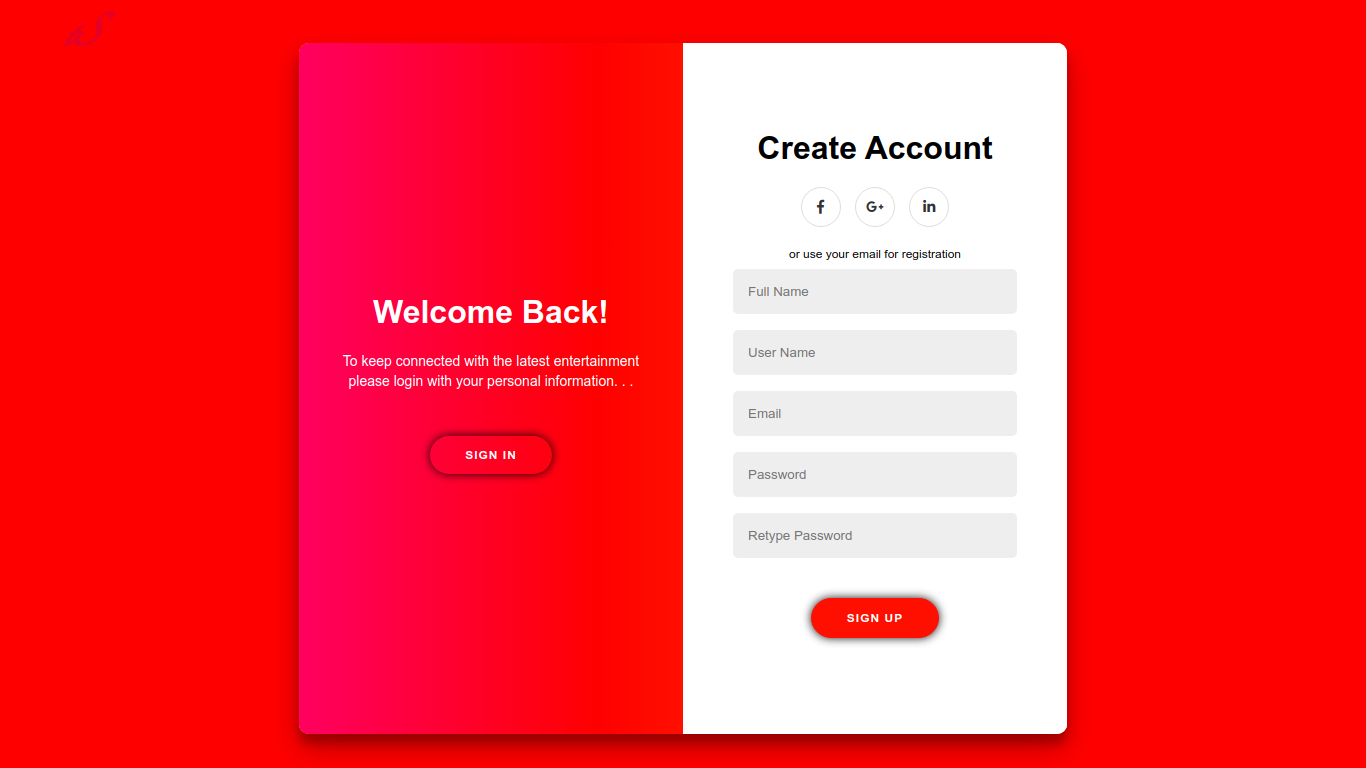 Welcome Back!
To keep connected with the latest entertainment
please login with your personal information. . .
SIGN IN
Create Account
or use your email for registration
Full Name
User Name
Email
Password
Retype Password
SIGN UP